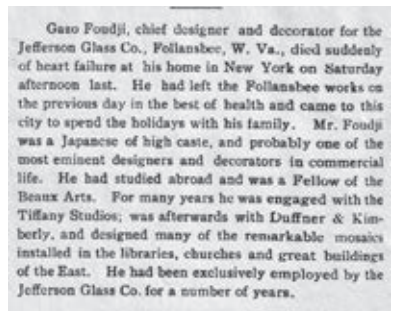 Gazo Foudji, chief designer and decorator for the
Jefferson Glass Co., Follansbee, W. Va., died suddenly
of heart failure at his home in New York on Saturday
afternoon last. He had left the Follansbee works on
the previous day in the best of health and came to this
city to spend the holidays with his family. Mr. Foudji
was a Japanese of high caste, and probably one of the
most eminent designers and decorators in commercial
life. He had studied abroad and was a Fellow of the
Beaux Arts. For many years he was engaged with the
Tiffany Studios; was afterwards with Duffner & Kim-
berly, and designed many of the remarkable mosaics
installed in the libraries, churches and great buildings
of the East. He had been exclusively employed by the
Jefferson Glass Co. for a number of years.